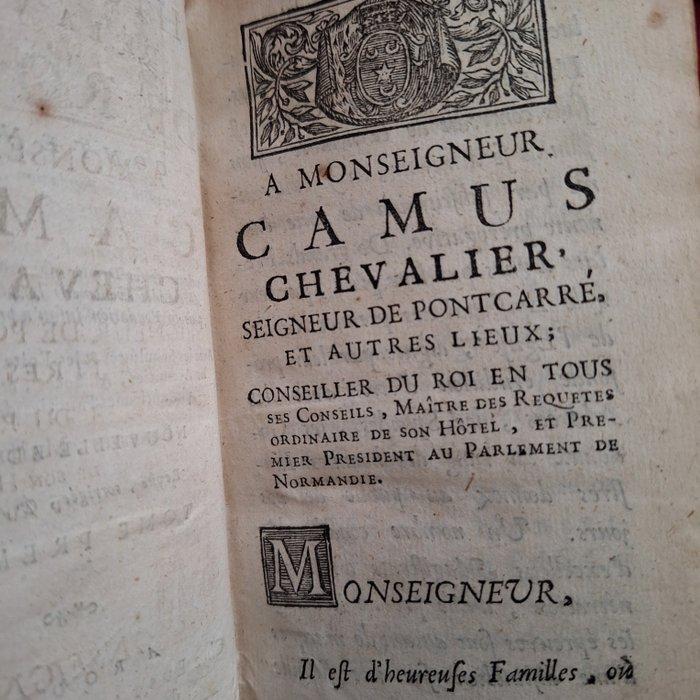 A MONSEIGNEUR
CAMUS
CHEVALIER,
SEIGNEUR DE PONTCARRÉ,
ET AUTRES LIEUX;
CONSEILLER DU ROI EN TOUS
SES CONSEILS, MAÎTRE DES REQUETES
ORDINAIRE DE SON HÔTEL, ET PRE-
MIER PRESIDENT AU PARLEMENT DE
NORMANDIE.
MONSEIGNEUR,
Il est d'heureuses Familles, où